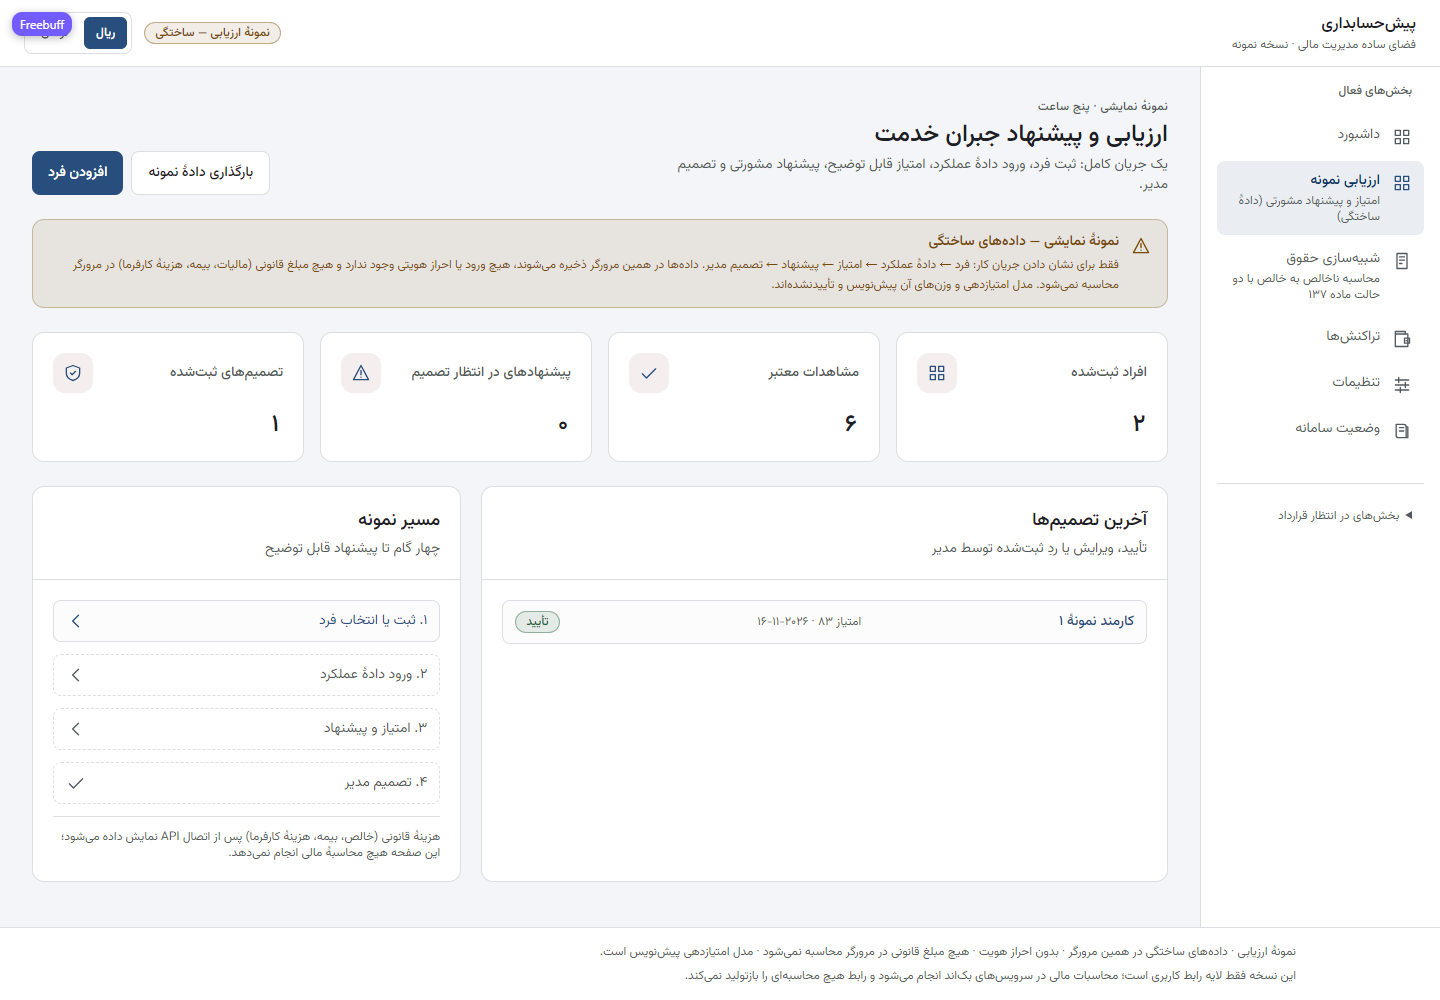 پیش‌حسابداری
فضای ساده مدیریت مالی · نسخه نمونه
نمونهٔ ارزیابی — ساختگی
ریال
Freebuff
بخش‌های فعال
داشبورد
ارزیابی نمونه
امتیاز و پیشنهاد مشورتی (دادهٔ
ساختگی)
شبیه‌سازی حقوق
محاسبه ناخالص به خالص با دو
حالت ماده ۱۳۷
تراکنش‌ها
تنظیمات
وضعیت سامانه
بخش‌های در انتظار قرارداد
نمونهٔ نمایشی · پنج ساعت
ارزیابی و پیشنهاد جبران خدمت
یک جریان کامل: ثبت فرد، ورود دادهٔ عملکرد، امتیاز قابل توضیح، پیشنهاد مشورتی و تصمیم
مدیر.
بارگذاری دادهٔ نمونه
افزودن فرد
نمونهٔ نمایشی — داده‌های ساختگی
فقط برای نشان دادن جریان کار: فرد ← دادهٔ عملکرد ← امتیاز ← پیشنهاد ← تصمیم مدیر. داده‌ها در همین مرورگر ذخیره می‌شوند، هیچ ورود یا احراز هویتی وجود ندارد و هیچ مبلغ قانونی (مالیات، بیمه، هزینهٔ کارفرما) در مرورگر
محاسبه نمی‌شود. مدل امتیازدهی و وزن‌های آن پیش‌نویس و تأییدنشده‌اند.
افراد ثبت‌شده
۲
مشاهدات معتبر
۶
پیشنهادهای در انتظار تصمیم
۰
تصمیم‌های ثبت‌شده
۱
آخرین تصمیم‌ها
تأیید، ویرایش یا ردِ ثبت‌شده توسط مدیر
کارمند نمونهٔ ۱
امتیاز ۸۳ · ۲۰۲۶-۱۱-۱۶
تأیید
مسیر نمونه
چهار گام تا پیشنهاد قابل توضیح
۱. ثبت یا انتخاب فرد
۲. ورود دادهٔ عملکرد
۳. امتیاز و پیشنهاد
۴. تصمیم مدیر
هزینهٔ قانونی (خالص، بیمه، هزینهٔ کارفرما) پس از اتصال API نمایش داده می‌شود؛
این صفحه هیچ محاسبهٔ مالی انجام نمی‌دهد.
نمونهٔ ارزیابی · داده‌های ساختگی در همین مرورگر · بدون احراز هویت · هیچ مبلغ قانونی در مرورگر محاسبه نمی‌شود · مدل امتیازدهی پیش‌نویس است.
این نسخه فقط لایه رابط کاربری است؛ محاسبات مالی در سرویس‌های بک‌اند انجام می‌شود و رابط هیچ محاسبه‌ای را بازتولید نمی‌کند.